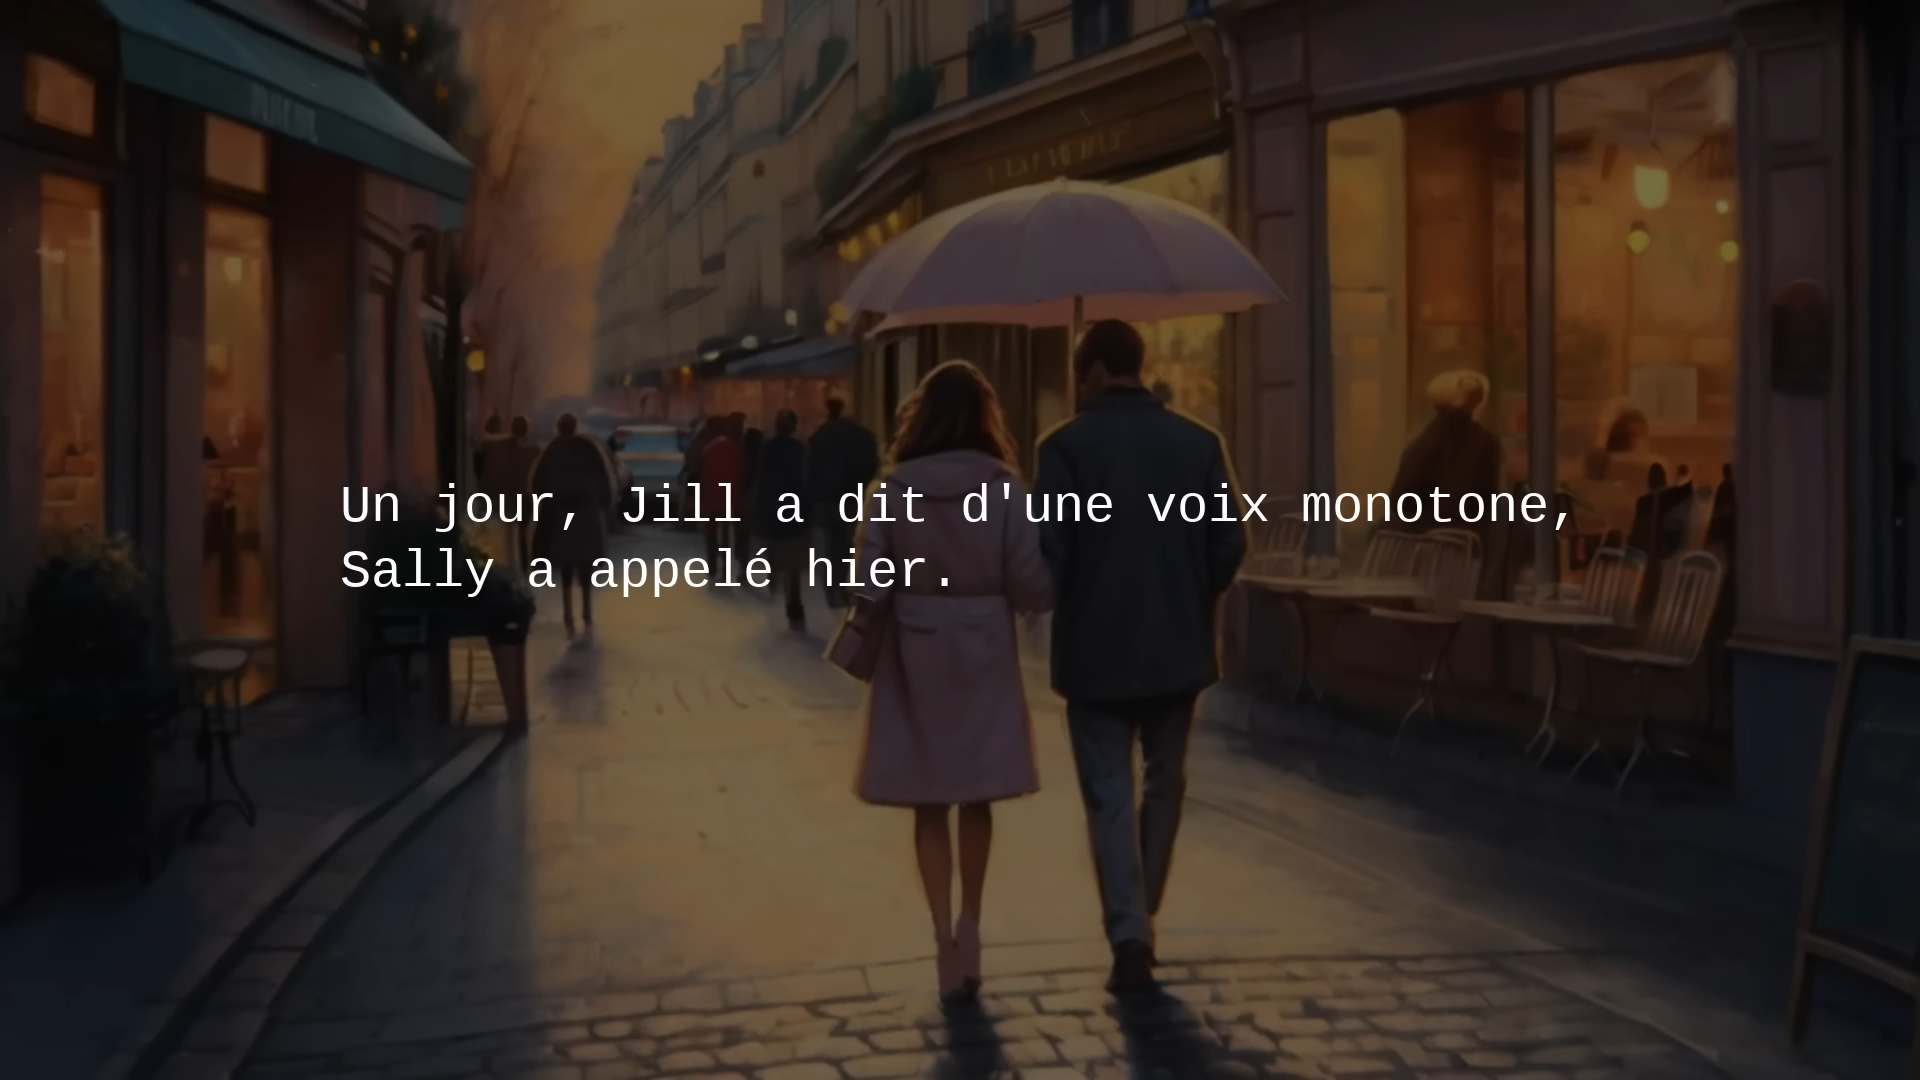 Un jour, Jill a dit d'une voix monotone,
Sally a appelé hier.